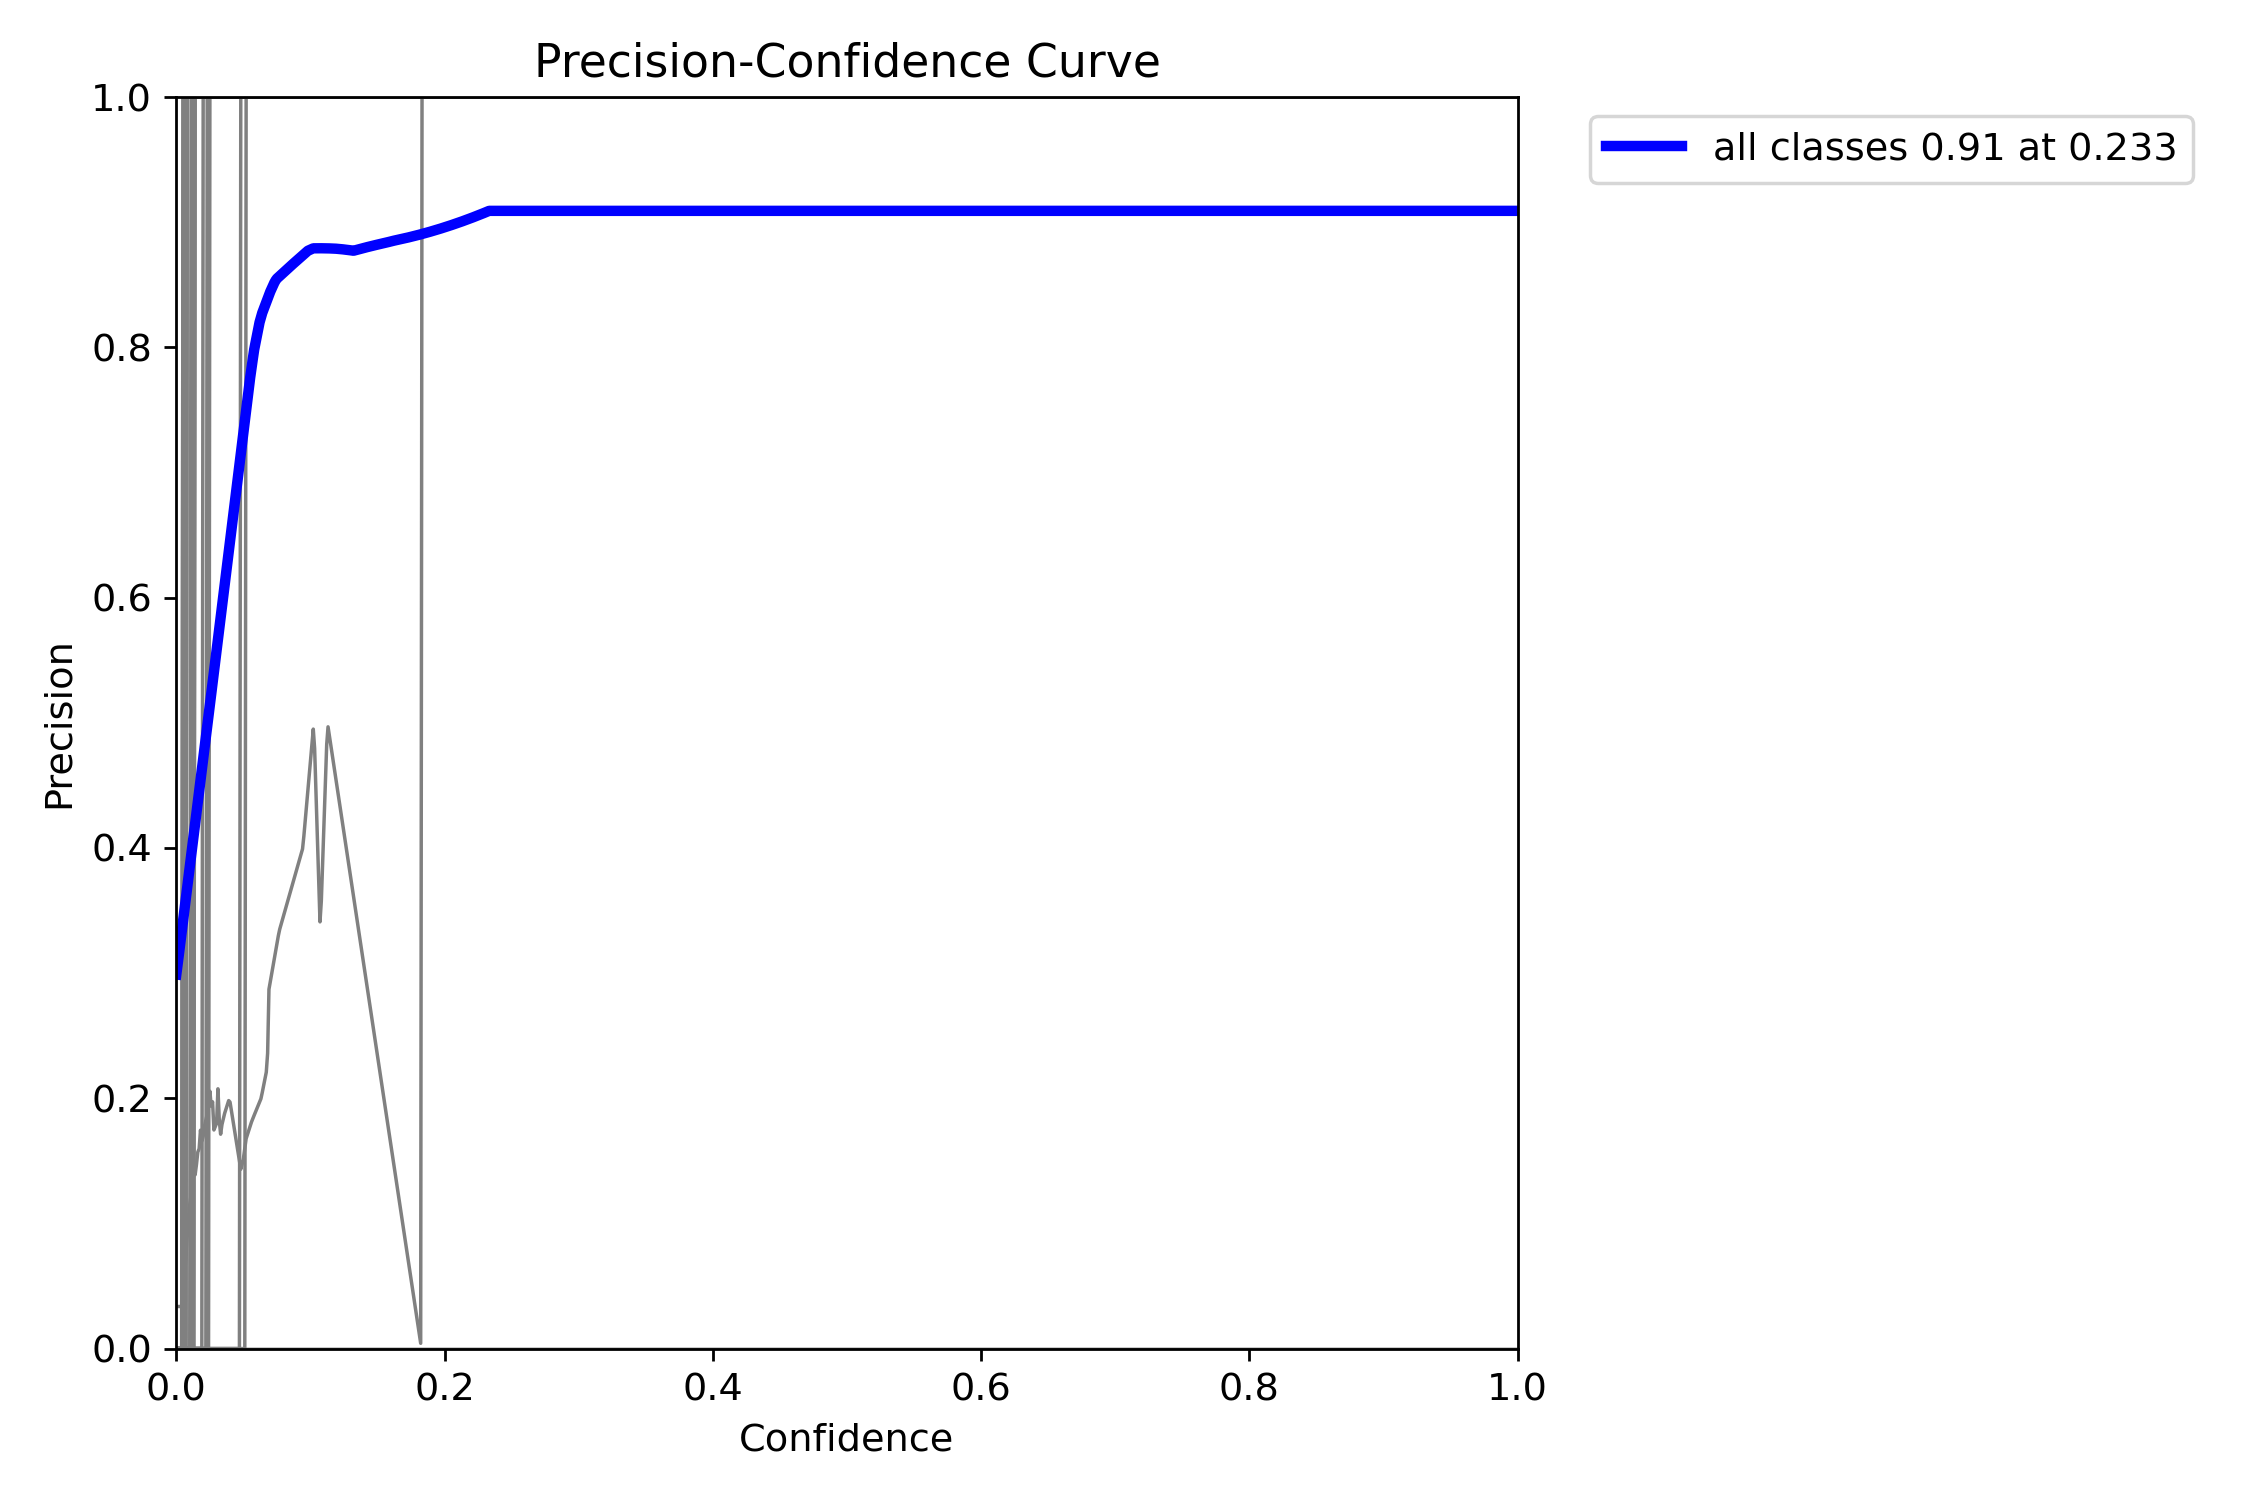 Precision-Confidence Curve
all classes 0.91 at 0.233
1.0
0.8
0.6
0.4
0.2
0.0
Precision
0.0 0.2 0.4 0.6 0.8 1.0
Confidence